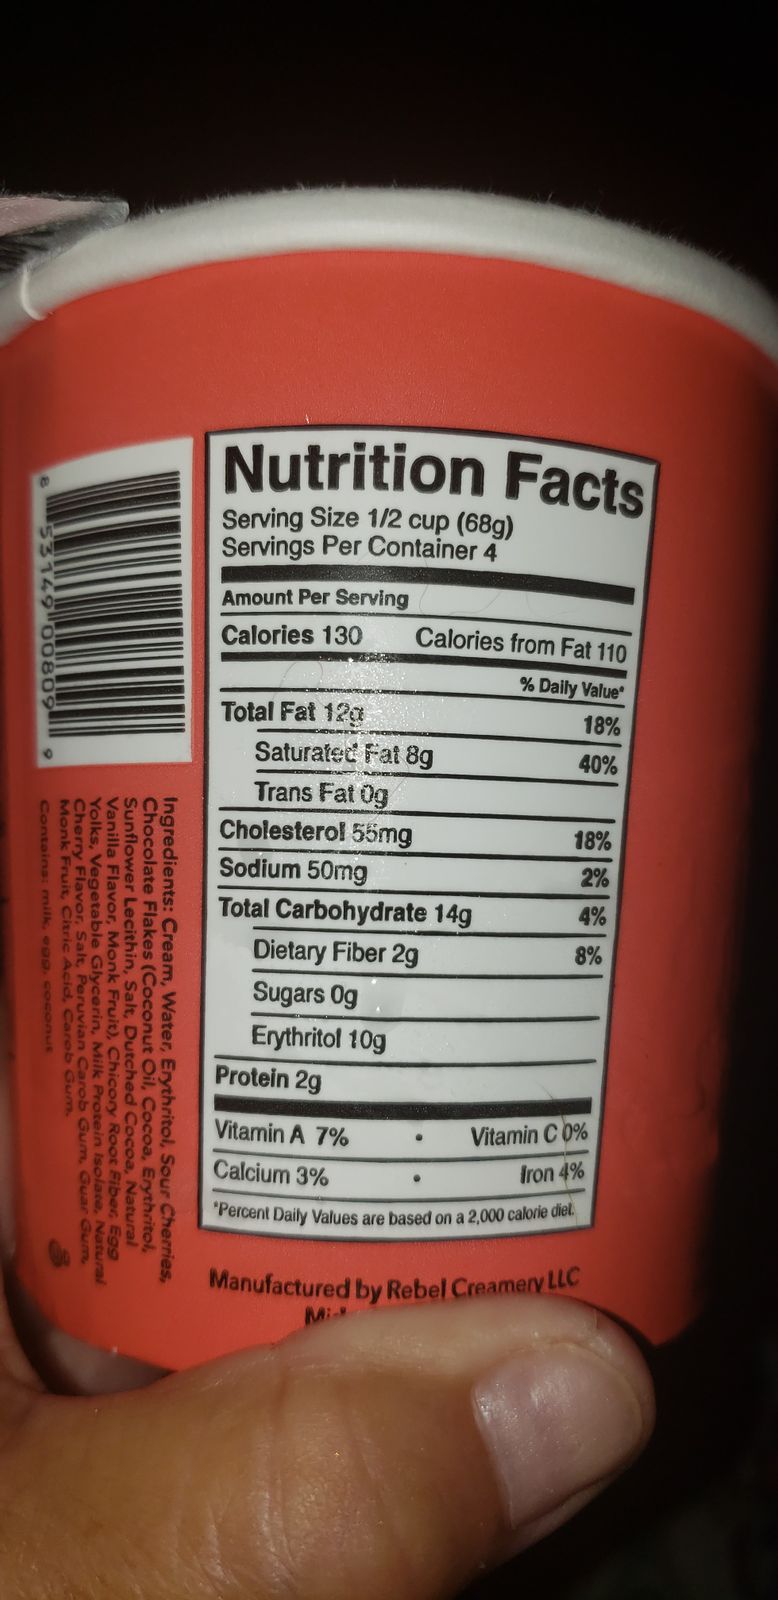 Nutrition Facts
Serving Size 1/2 cup (68g)
Servings Per Container 4
Amount Per Serving
Calories 130 Calories from Fat 110
% Daily Value*
Total Fat 12g 18%
Saturated Fat 8g 40%
Trans Fat 0g
Cholesterol 55mg 18%
Sodium 50mg 2%
Total Carbohydrate 14g 4%
Dietary Fiber 2g 8%
Sugars 0g
Erythritol 10g
Protein 2g
Vitamin A 7% • Vitamin C 0%
Calcium 3% • Iron 4%
*Percent Daily Values are based on a 2,000 calorie diet.
Manufactured by Rebel Creamery LLC
8 53149 00809 9
Ingredients: Cream, Water, Erythritol, Sour Cherries,
Chocolate Flakes (Coconut Oil, Cocoa, Erythritol,
Sunflower Lecithin, Salt, Dutched Cocoa, Natural
Vanilla Flavor, Monk Fruit), Chicory Root Fiber, Egg
Yolks, Vegetable Glycerin, Milk Protein Isolate, Natural
Cherry Flavor, Salt, Peruvian Carob Gum, Guar Gum,
Monk Fruit, Citric Acid, Carob Gum.
Contains: milk, egg, coconut